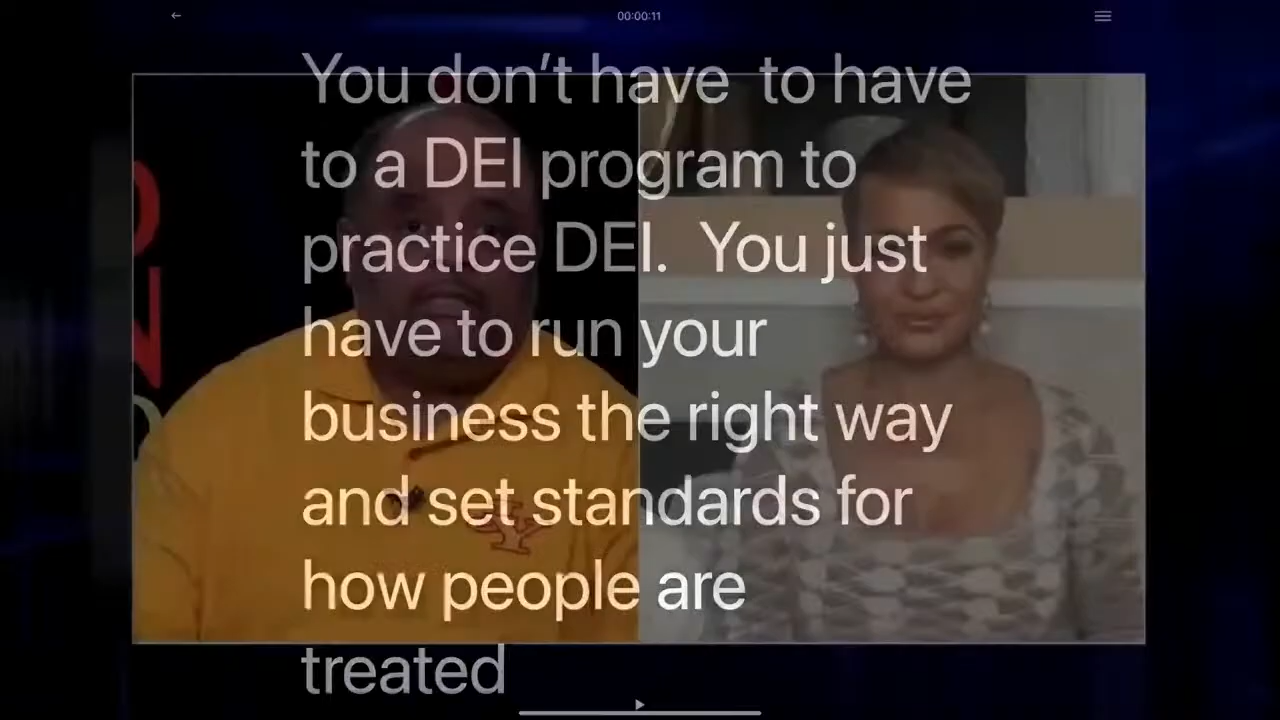 00:00:11
You don’t have  to have
to a DEI program to
practice DEI.  You just
have to run your
business the right way
and set standards for
how people are
treated